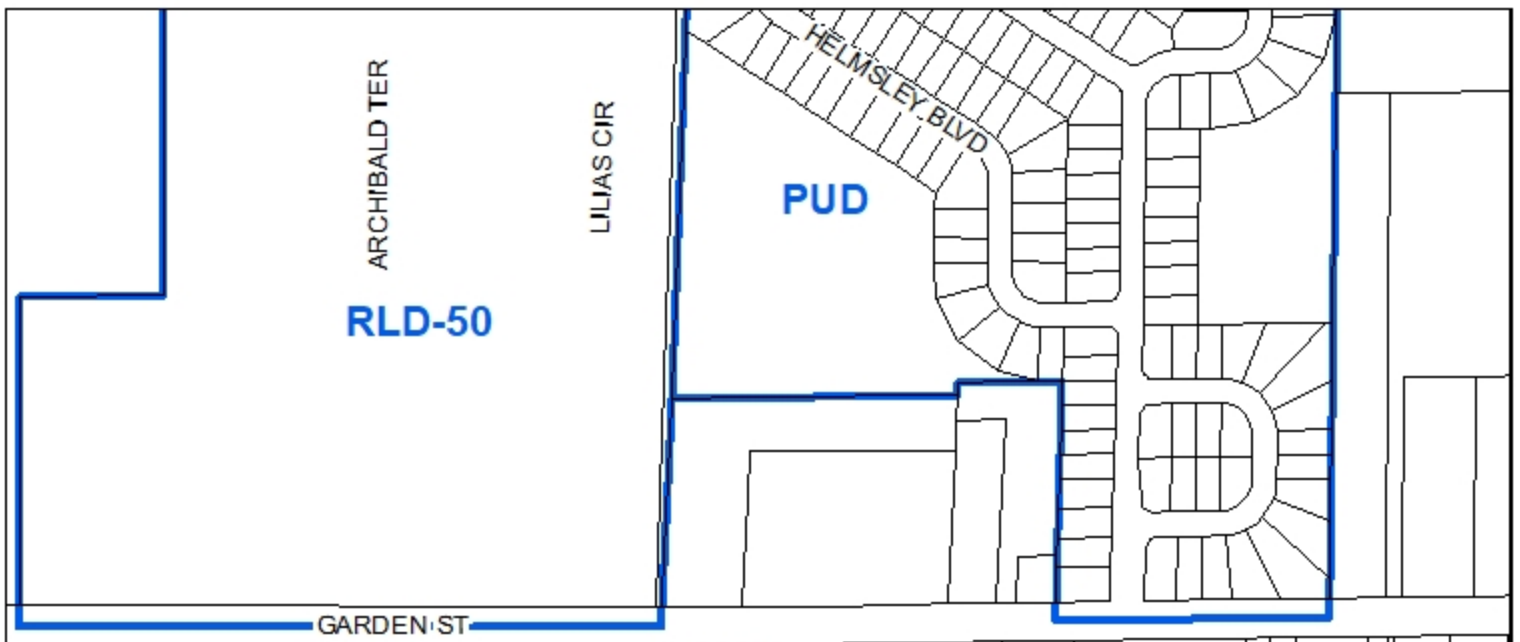 HELMSLEY BLVD
ARCHIBALD TER
LILIAS CIR
PUD
RLD-50
GARDEN ST